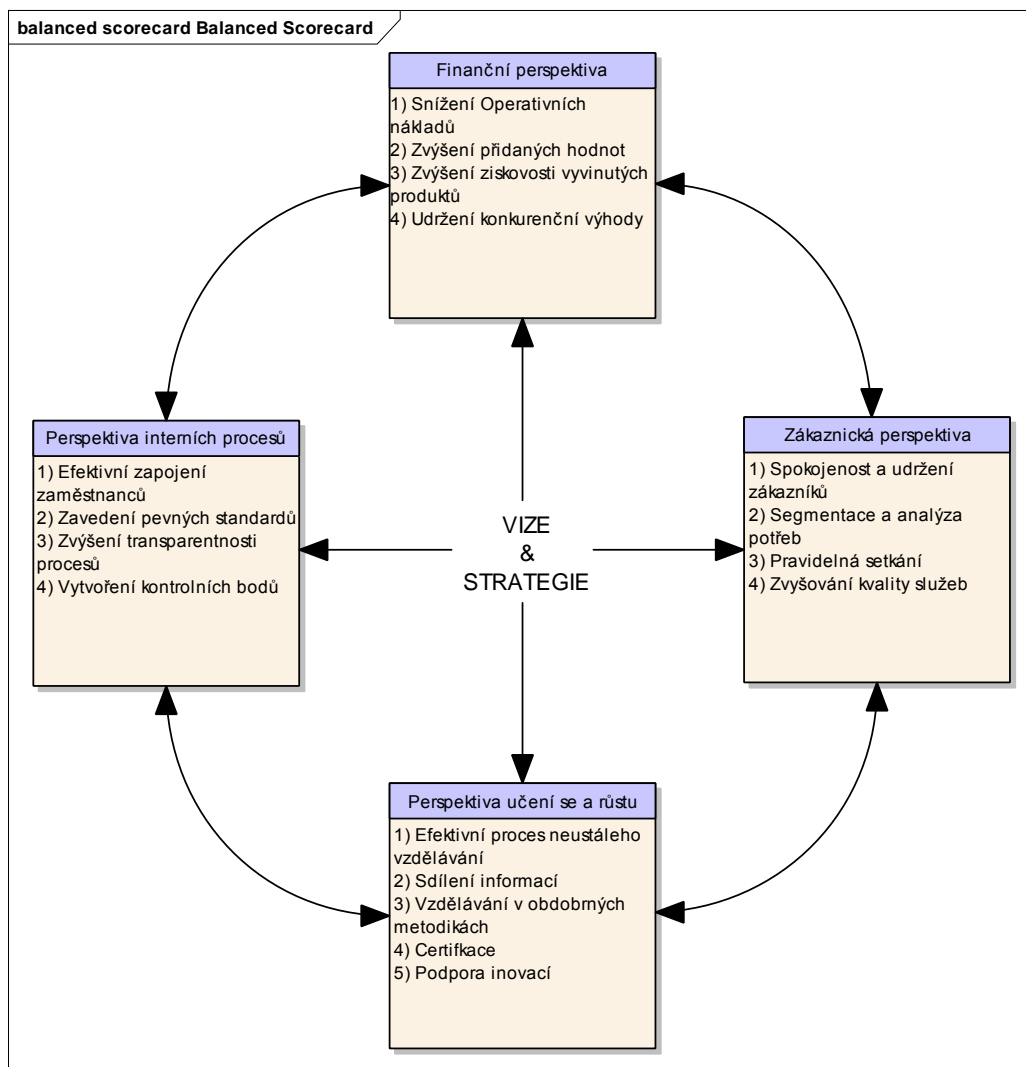 balanced scorecard Balanced Scorecard
Finanční perspektiva
1) Snížení Operativních
nákladů
2) Zvýšení přidaných hodnot
3) Zvýšení ziskovosti vyvinutých
produktů
4) Udržení konkurenční výhody
Perspektiva interních procesů
1) Efektivní zapojení
zaměstnanců
2) Zavedení pevných standardů
3) Zvýšení transparentnosti
procesů
4) Vytvoření kontrolních bodů
VIZE
&
STRATEGIE
Zákaznická perspektiva
1) Spokojenost a udržení
zákazníků
2) Segmentace a analýza
potřeb
3) Pravidelná setkání
4) Zvyšování kvality služeb
Perspektiva učení se a růstu
1) Efektivní proces neustáleho
vzdělávání
2) Sdílení informací
3) Vzdělávání v obdobrných
metodikách
4) Certifkace
5) Podpora inovací